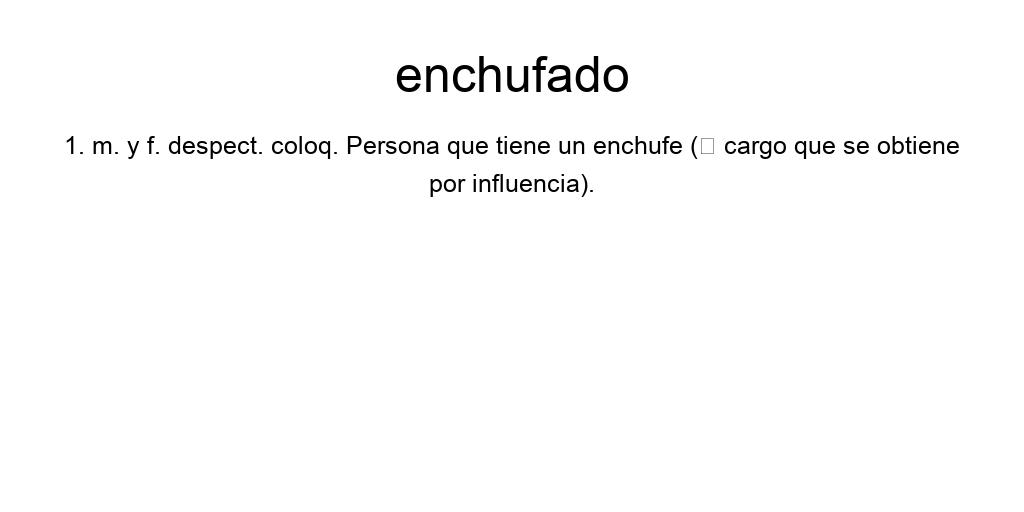 enchufado
1. m. y f. despect. coloq. Persona que tiene un enchufe (□ cargo que se obtiene
por influencia).